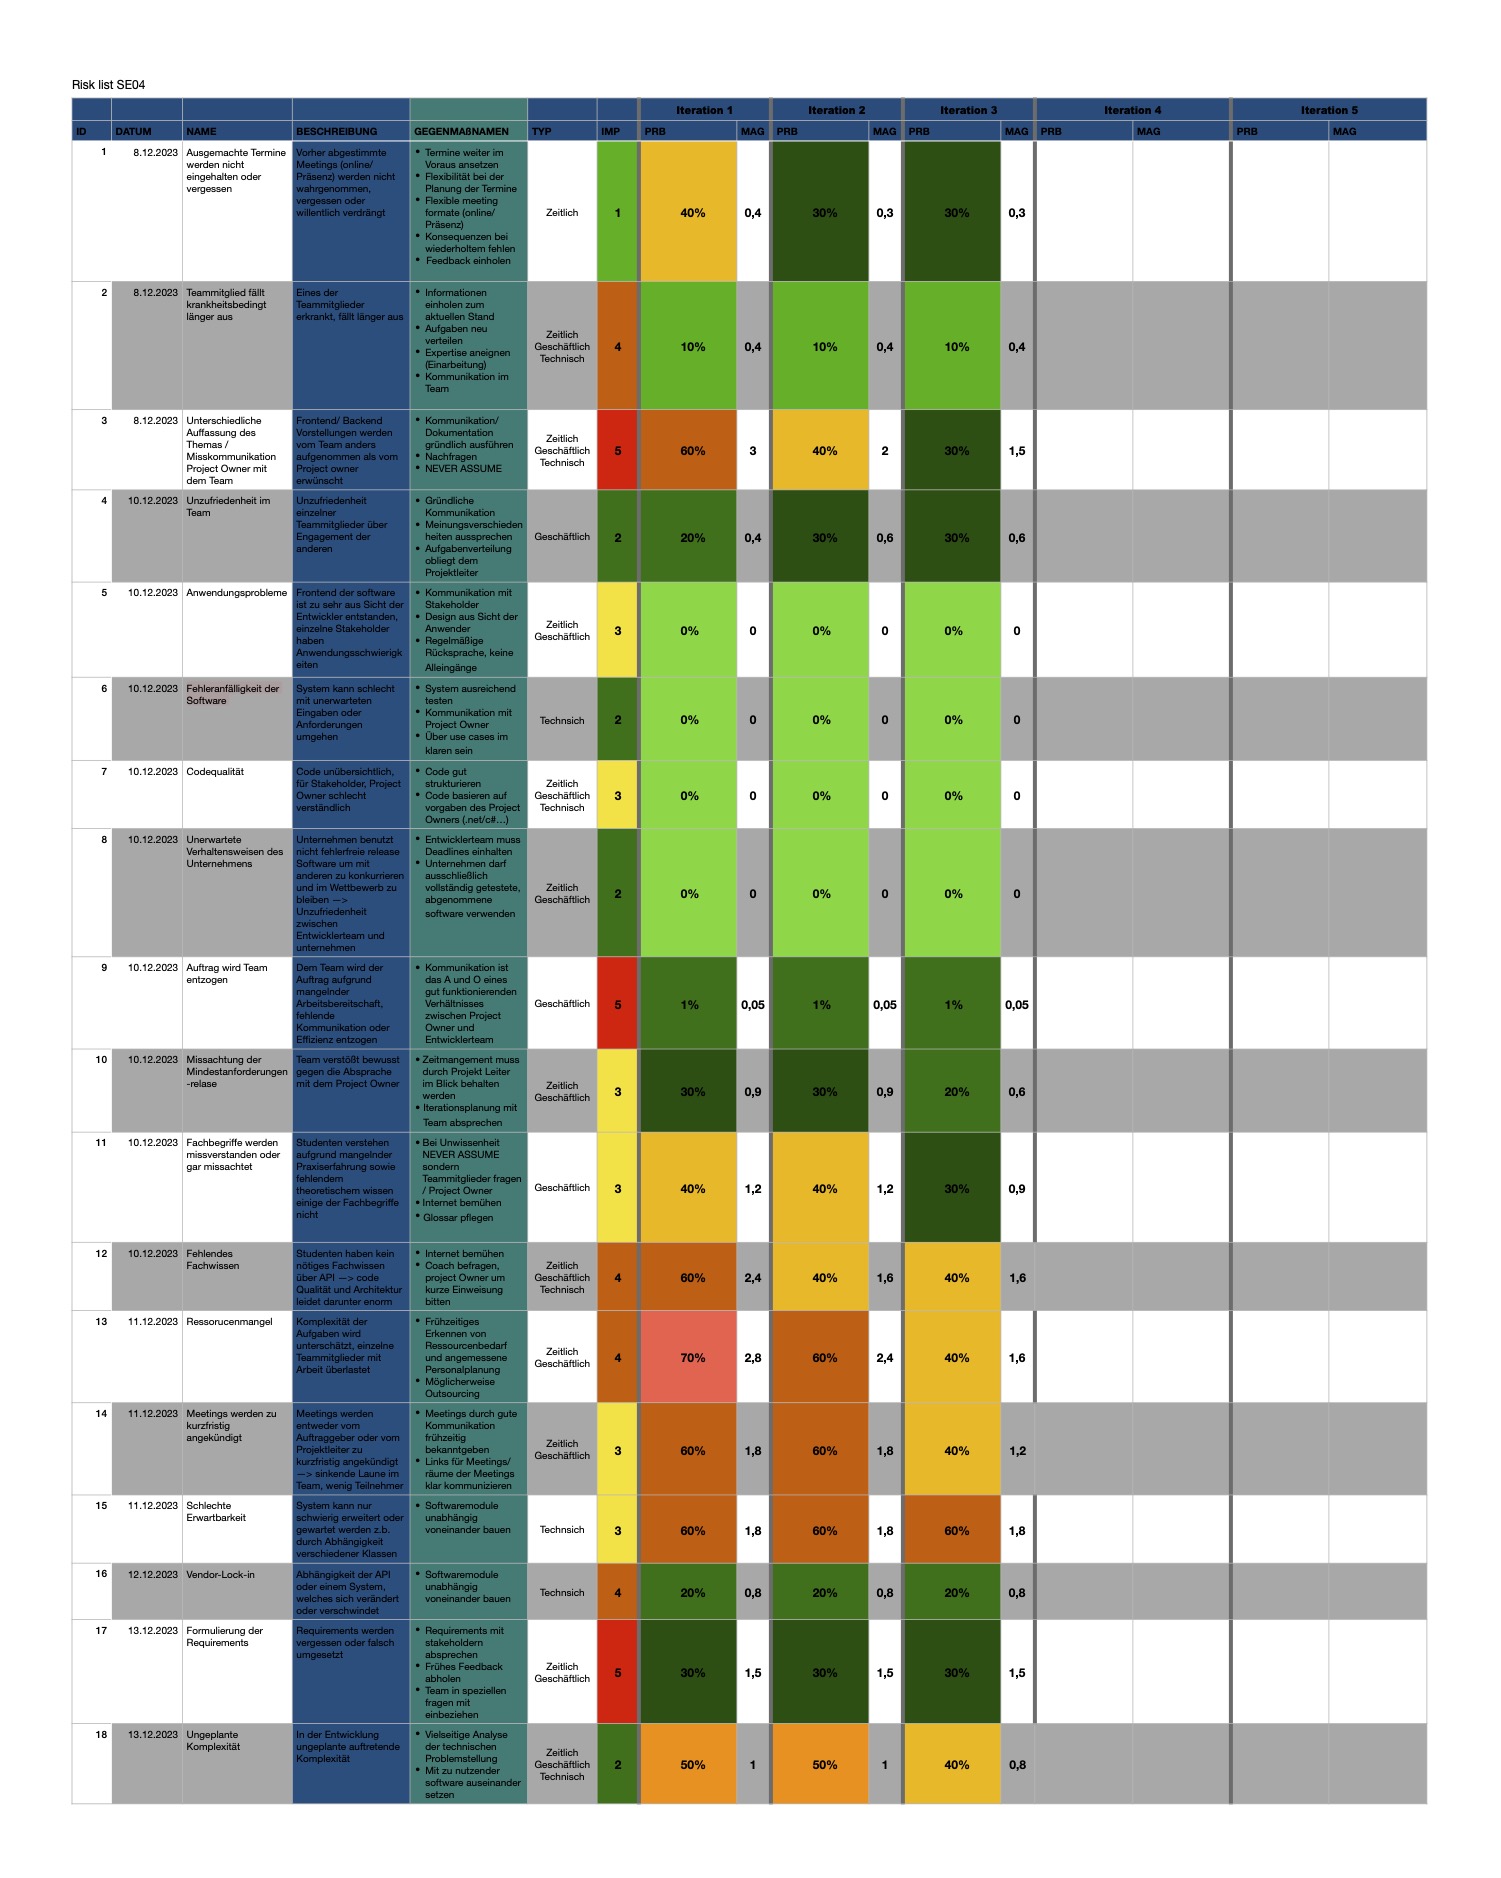 Risk list SE04
Iteration 1 Iteration 2 Iteration 3 Iteration 4 Iteration 5
ID DATUM NAME BESCHREIBUNG GEGENMAßNAMEN TYP IMP PRB MAG PRB MAG PRB MAG PRB MAG PRB MAG
1
8.12.2023
Ausgemachte Termine
werden nicht
eingehalten oder
vergessen
Vorher abgestimmte
Meetings (online/
Präsenz) werden nicht
wahrgenommen,
vergessen oder
willentlich verdrängt
• Termine weiter im
Voraus ansetzen
• Flexibilität bei der
Planung der Termine
• Flexible meeting
formate (online/
Präsenz)
• Konsequenzen bei
wiederholtem fehlen
• Feedback einholen
Zeitlich
1 40% 0,4 30% 0,3 30% 0,3
2
8.12.2023
Teammitglied fällt
krankheitsbedingt
länger aus
Eines der
Teammitglieder
erkrankt, fällt länger aus
• Informationen
einholen zum
aktuellen Stand
• Aufgaben neu
verteilen
• Expertise aneignen
(Einarbeitung)
• Kommunikation im
Team
Zeitlich
Geschäftlich
Technisch
4 10% 0,4 10% 0,4 10% 0,4
3
8.12.2023
Unterschiedliche
Auffassung des
Themas /
Misskommunikation
Project Owner mit
dem Team
Frontend/ Backend
Vorstellungen werden
vom Team anders
aufgenommen als vom
Project owner
erwünscht
• Kommunikation/
Dokumentation
gründlich ausführen
• Nachfragen
• NEVER ASSUME
Zeitlich
Geschäftlich
Technisch
5 60% 3 40% 2 30% 1,5
4
10.12.2023
Unzufriedenheit im
Team
Unzufriedenheit
einzelner
Teammitglieder über
Engagement der
anderen
• Gründliche
Kommunikation
• Meinungsverschieden
heiten aussprechen
• Aufgabenverteilung
obliegt dem
Projektleiter
Geschäftlich
2 20% 0,4 30% 0,6 30% 0,6
5
10.12.2023
Anwendungsprobleme
Frontend der software
ist zu sehr aus Sicht der
Entwickler entstanden,
einzelne Stakeholder
haben
Anwendungsschwierigk
eiten
• Kommunikation mit
Stakeholder
• Design aus Sicht der
Anwender
• Regelmäßige
Rücksprache, keine
Alleingänge
Zeitlich
Geschäftlich
3 0% 0 0% 0 0% 0
6
10.12.2023
Fehleranfälligkeit der
Software
System kann schlecht
mit unerwarteten
Eingaben oder
Anforderungen
umgehen
• System ausreichend
testen
• Kommunikation mit
Project Owner
• Über use cases im
klaren sein
Technsich
2 0% 0 0% 0 0% 0
7
10.12.2023
Codequalität
Code unübersichtlich,
für Stakeholder, Project
Owner schlecht
verständlich
• Code gut
strukturieren
• Code basieren auf
vorgaben des Project
Owners (.net/c#…)
Zeitlich
Geschäftlich
Technisch
3 0% 0 0% 0 0% 0
8
10.12.2023
Unerwartete
Verhaltensweisen des
Unternehmens
Unternehmen benutzt
nicht fehlerfreie release
Software um mit
anderen zu konkurrieren
und im Wettbewerb zu
bleiben —>
Unzufriedenheit
zwischen
Entwicklerteam und
unternehmen
• Entwicklerteam muss
Deadlines einhalten
• Unternehmen darf
ausschließlich
vollständig getestete,
abgenommene
software verwenden
Zeitlich
Geschäftlich
2 0% 0 0% 0 0% 0
9
10.12.2023
Auftrag wird Team
entzogen
Dem Team wird der
Auftrag aufgrund
mangelnder
Arbeitsbereitschaft,
fehlende
Kommunikation oder
Effizienz entzogen
• Kommunikation ist
das A und O eines
gut funktionierenden
Verhältnisses
zwischen Project
Owner und
Entwicklerteam
Geschäftlich
5 1% 0,05 1% 0,05 1% 0,05
10
10.12.2023
Missachtung der
Mindestanforderungen
-relase
Team verstößt bewusst
gegen die Absprache
mit dem Project Owner
• Zeitmangement muss
durch Projekt Leiter
im Blick behalten
werden
• Iterationsplanung mit
Team absprechen
Zeitlich
Geschäftlich
3 30% 0,9 30% 0,9 20% 0,6
11
10.12.2023
Fachbegriffe werden
missverstanden oder
gar missachtet
Studenten verstehen
aufgrund mangelnder
Praxiserfahrung sowie
fehlendem
theoretischem wissen
einige der Fachbegriffe
nicht
• Bei Unwissenheit
NEVER ASSUME
sondern
Teammitglieder fragen
/ Project Owner
• Internet bemühen
• Glossar pflegen
Geschäftlich
3 40% 1,2 40% 1,2 30% 0,9
12
10.12.2023
Fehlendes
Fachwissen
Studenten haben kein
nötiges Fachwissen
über API —> code
Qualität und Architektur
leidet darunter enorm
• Internet bemühen
• Coach befragen,
project Owner um
kurze Einweisung
bitten
Zeitlich
Geschäftlich
Technisch
4 60% 2,4 40% 1,6 40% 1,6
13
11.12.2023
Ressorucenmangel
Komplexität der
Aufgaben wird
unterschätzt, einzelne
Teammitglieder mit
Arbeit überlastet
• Frühzeitiges
Erkennen von
Ressourcenbedarf
und angemessene
Personalplanung
• Möglicherweise
Outsourcing
Zeitlich
Geschäftlich
4 70% 2,8 60% 2,4 40% 1,6
14
11.12.2023
Meetings werden zu
kurzfristig
angekündigt
Meetings werden
entweder vom
Auftraggeber oder vom
Projektleiter zu
kurzfristig angekündigt
—> sinkende Laune im
Team, wenig Teilnehmer
• Meetings durch gute
Kommunikation
frühzeitig
bekanntgeben
• Links für Meetings/
räume der Meetings
klar kommunizieren
Zeitlich
Geschäftlich
3 60% 1,8 60% 1,8 40% 1,2
15
11.12.2023
Schlechte
Erwartbarkeit
System kann nur
schwierig erweitert oder
gewartet werden z.b.
durch Abhängigkeit
verschiedener Klassen
• Softwaremodule
unabhängig
voneinander bauen
Technsich
3 60% 1,8 60% 1,8 60% 1,8
16
12.12.2023
Vendor-Lock-in
Abhängigkeit der API
oder einem System,
welches sich verändert
oder verschwindet
• Softwaremodule
unabhängig
voneinander bauen
Technsich
4 20% 0,8 20% 0,8 20% 0,8
17
13.12.2023
Formulierung der
Requirements
Requirements werden
vergessen oder falsch
umgesetzt
• Requirements mit
stakeholdern
absprechen
• Frühes Feedback
abholen
• Team in speziellen
fragen mit
einbeziehen
Zeitlich
Geschäftlich
5 30% 1,5 30% 1,5 30% 1,5
18
13.12.2023
Ungeplante
Komplexität
In der Entwicklung
ungeplante auftretende
Komplexität
• Vielseitige Analyse
der technischen
Problemstellung
• Mit zu nutzender
software auseinander
setzen
Zeitlich
Geschäftlich
Technisch
2 50% 1 50% 1 40% 0,8